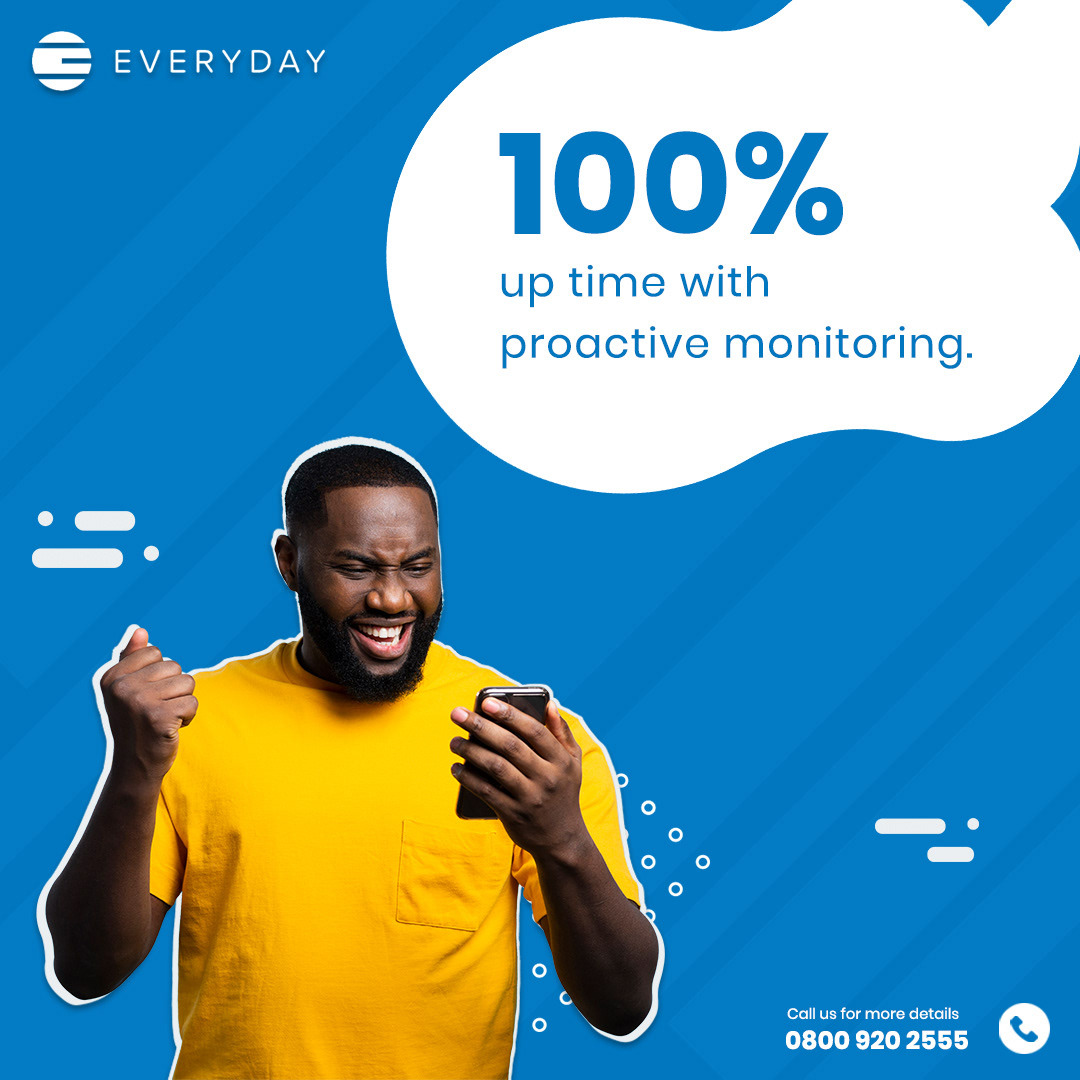 EVERYDAY
100%
up time with
proactive monitoring.
Call us for more details
0800 920 2555